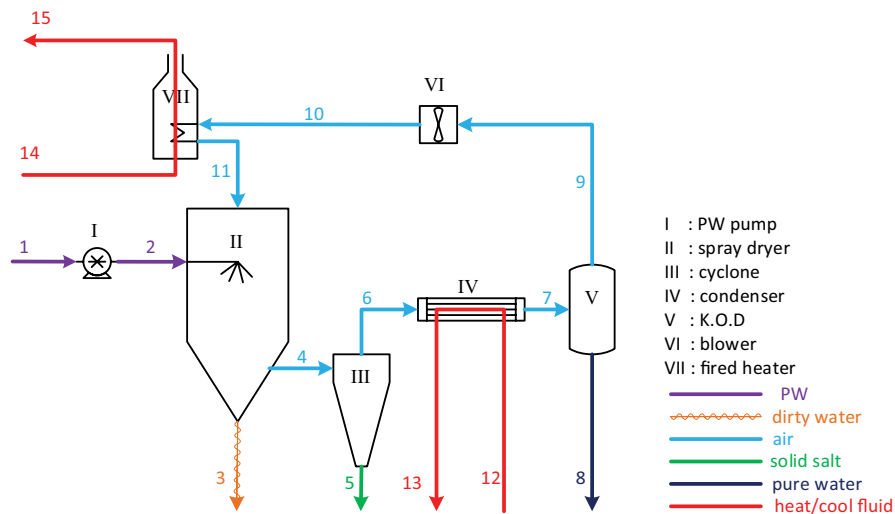 15
VII
14
10
VI
11
9
I
1
2
II
IV
6
7
V
4
III
3
5
13
12
8
I : PW pump
II : spray dryer
III : cyclone
IV : condenser
V : K.O.D
VI : blower
VII : fired heater
PW
dirty water
air
solid salt
pure water
heat/cool fluid